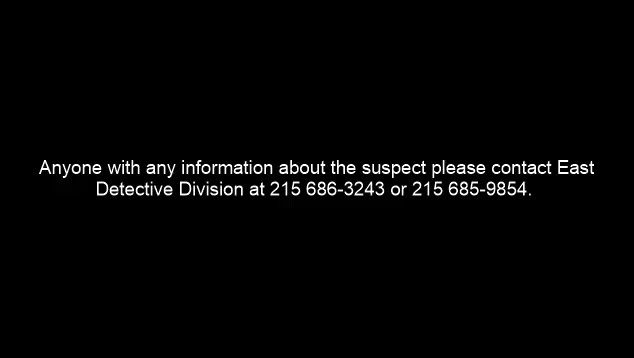 Anyone with any information about the suspect please contact East
Detective Division at 215 686-3243 or 215 685-9854.